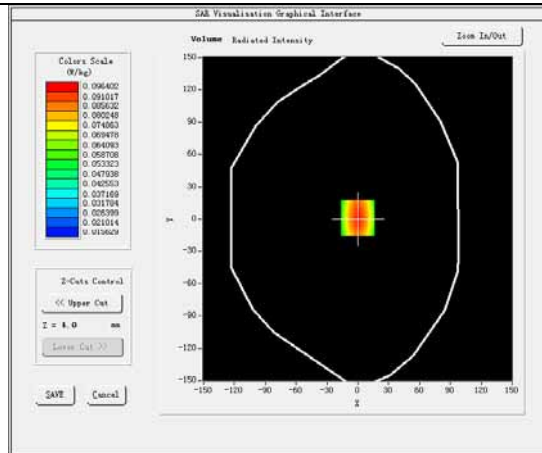 SAR Visualisation Graphical Interface
Volume Radiated Intensity
Zoom In/Out
Colors Scale
(W/kg)
0.096402
0.091017
0.085632
0.080248
0.074863
0.069478
0.064093
0.058708
0.053323
0.047938
0.042553
0.037169
0.031784
0.026399
0.021014
0.015629
150
120
90
60
30
0
-30
-60
-90
-120
-150
Y
-150 -120 -90 -60 -30 0 30 60 90 120 150
X
Z-Cuts Control
<< Upper Cut
Z = 4.0 mm
Lower Cut >>
SAVE Cancel